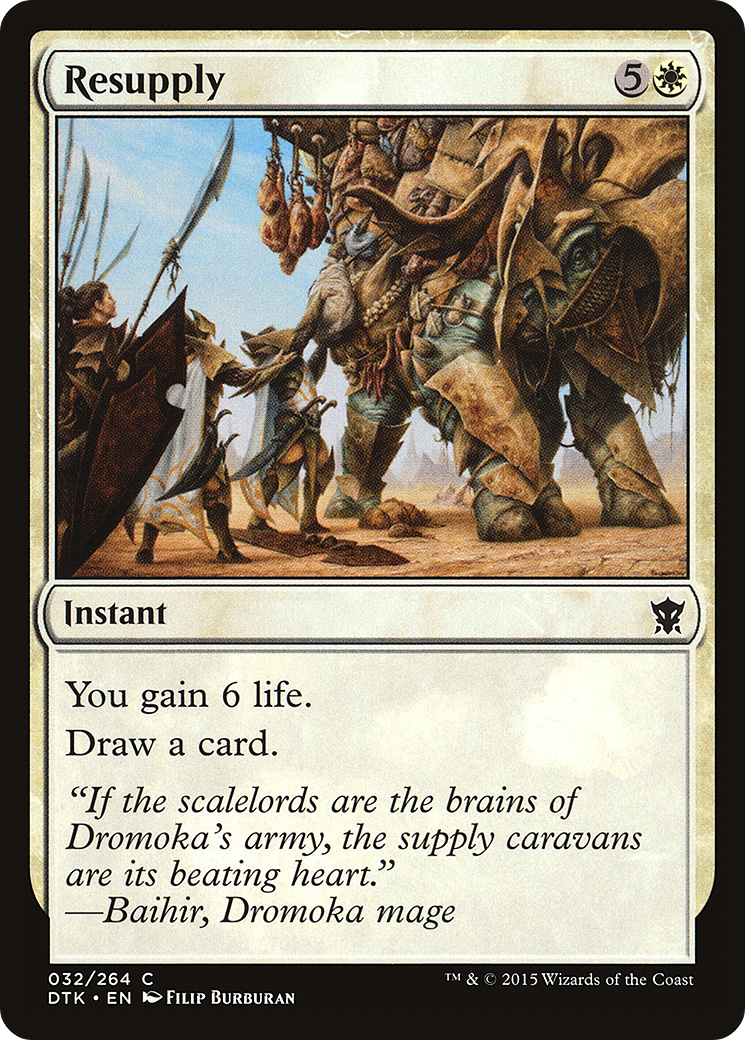 Resupply 5
Instant
You gain 6 life.
Draw a card.
“If the scalelords are the brains of
Dromoka’s army, the supply caravans
are its beating heart.”
—Baihir, Dromoka mage
032/264 C
™ & © 2015 Wizards of the Coast
DTK • EN Filip Burburan